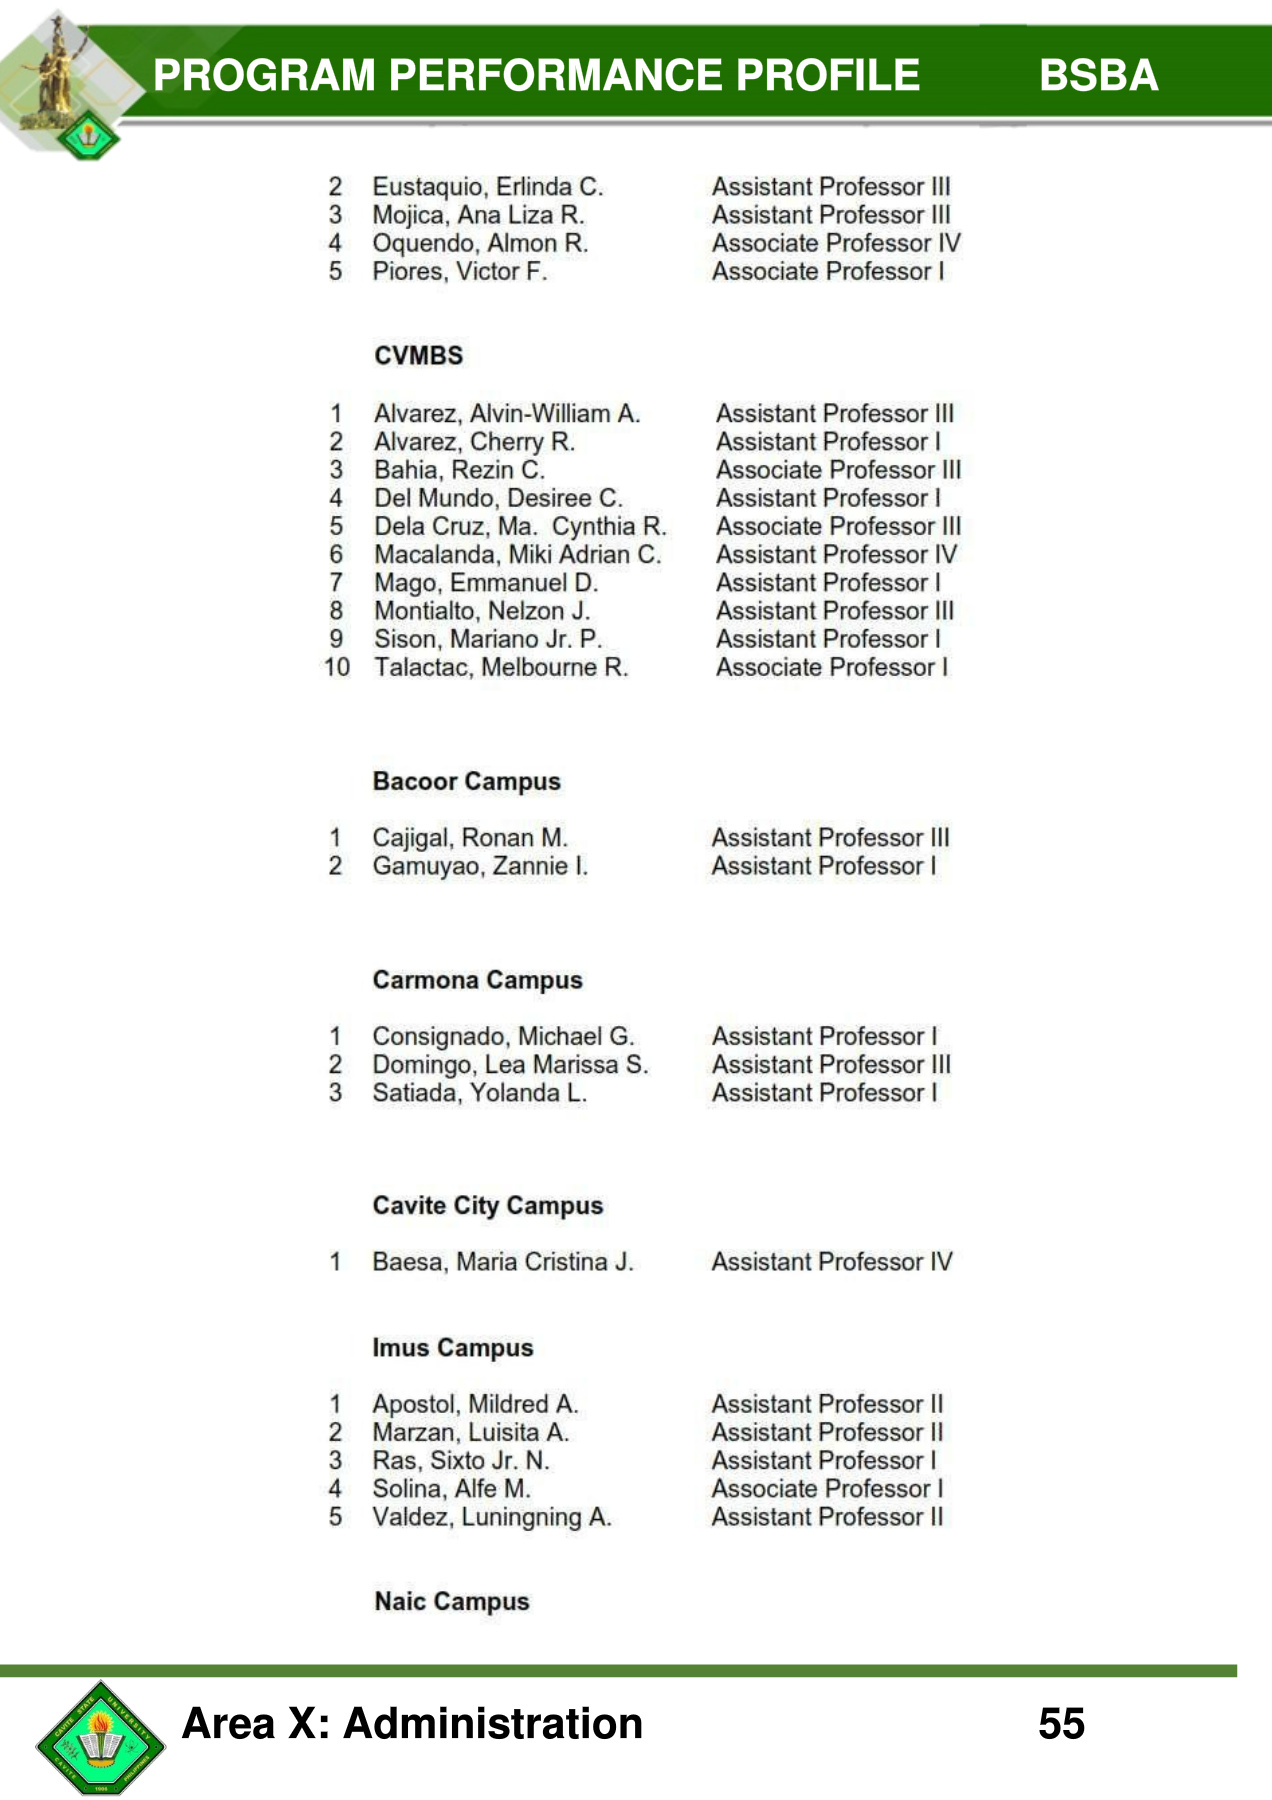 PROGRAM PERFORMANCE PROFILE BSBA
2 Eustaquio, Erlinda C. Assistant Professor III
3 Mojica, Ana Liza R. Assistant Professor III
4 Oquendo, Almon R. Associate Professor IV
5 Piores, Victor F. Associate Professor I
CVMBS
1 Alvarez, Alvin-William A. Assistant Professor III
2 Alvarez, Cherry R. Assistant Professor I
3 Bahia, Rezin C. Associate Professor III
4 Del Mundo, Desiree C. Assistant Professor I
5 Dela Cruz, Ma. Cynthia R. Associate Professor III
6 Macalanda, Miki Adrian C. Assistant Professor IV
7 Mago, Emmanuel D. Assistant Professor I
8 Montialto, Nelzon J. Assistant Professor III
9 Sison, Mariano Jr. P. Assistant Professor I
10 Talactac, Melbourne R. Associate Professor I
Bacoor Campus
1 Cajigal, Ronan M. Assistant Professor III
2 Gamuyao, Zannie I. Assistant Professor I
Carmona Campus
1 Consignado, Michael G. Assistant Professor I
2 Domingo, Lea Marissa S. Assistant Professor III
3 Satiada, Yolanda L. Assistant Professor I
Cavite City Campus
1 Baesa, Maria Cristina J. Assistant Professor IV
Imus Campus
1 Apostol, Mildred A. Assistant Professor II
2 Marzan, Luisita A. Assistant Professor II
3 Ras, Sixto Jr. N. Assistant Professor I
4 Solina, Alfe M. Associate Professor I
5 Valdez, Luningning A. Assistant Professor II
Naic Campus
CAVITE STATE UNIVERSITY
CAVITE PHILIPPINES
1906
Area X: Administration 55